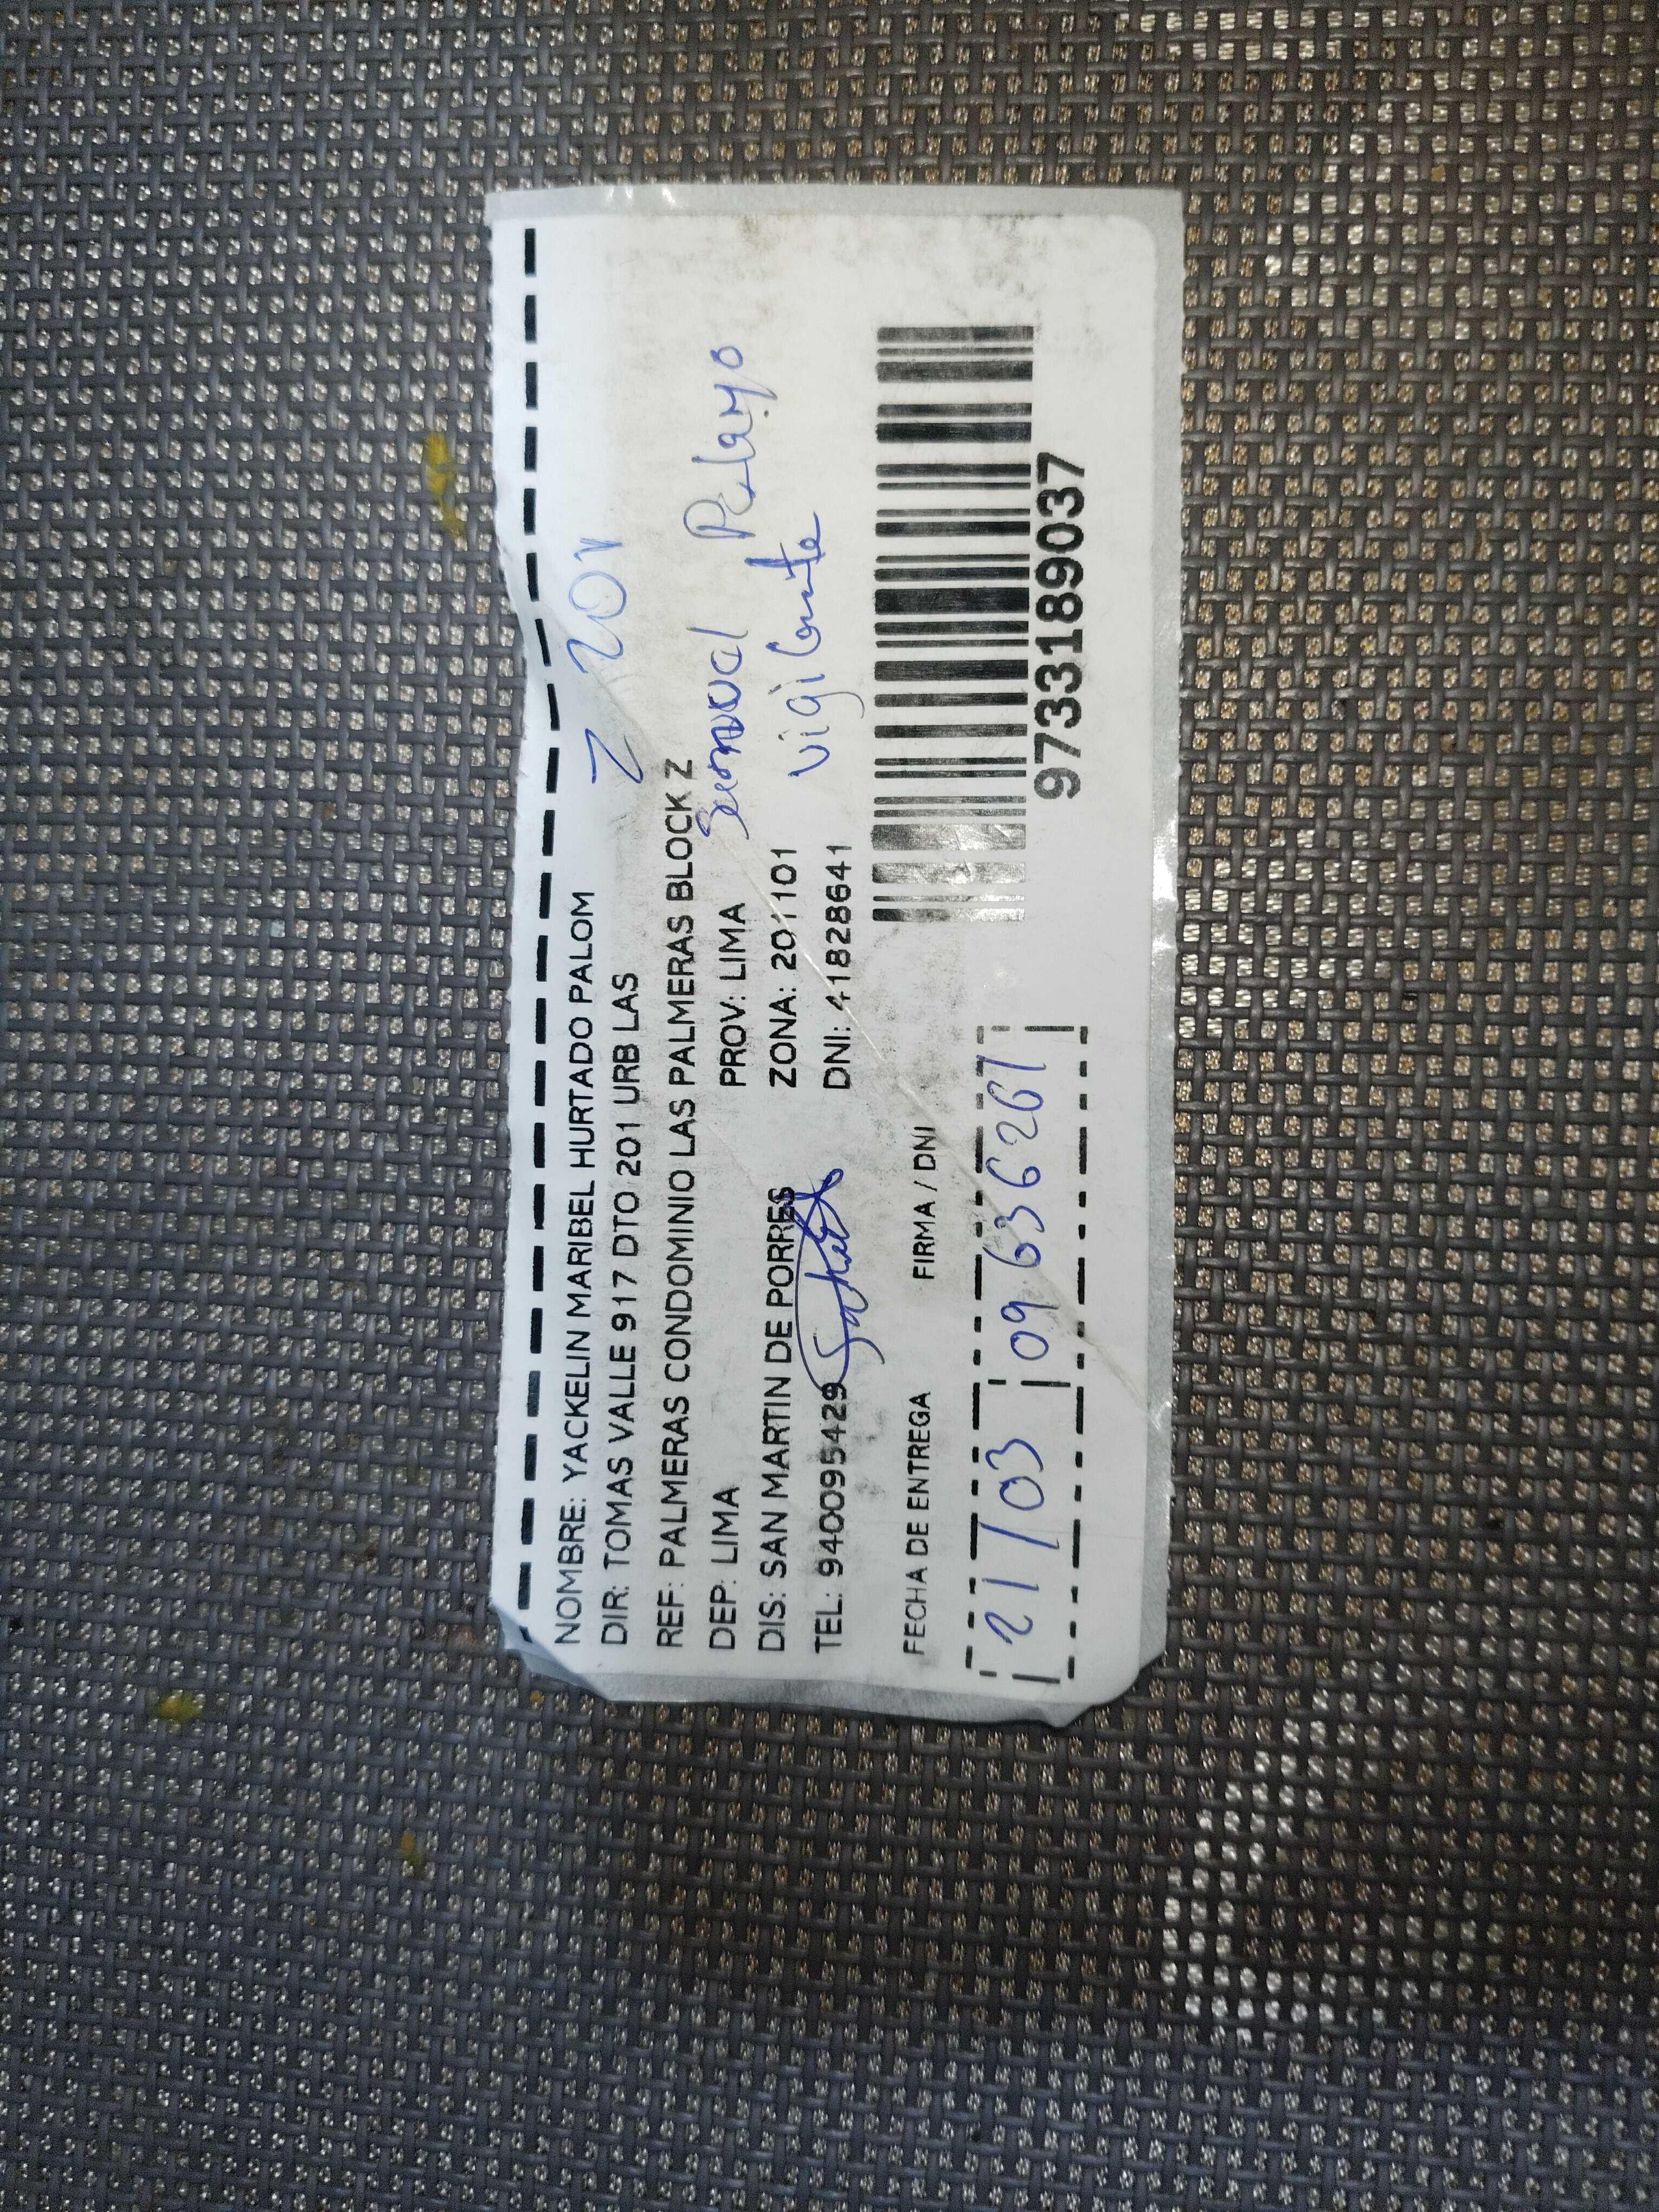 NOMBRE: YACKELIN MARIBEL HURTADO PALOM
DIR: TOMAS VALLE 917 DTO 201 URB LAS
Z 201
REF: PALMERAS CONDOMINIO LAS PALMERAS BLOCK Z
DEP: LIMA PROV: LIMA
Pelayo
DIS: SAN MARTIN DE PORRES ZONA: 201101
Vigilante
TEL: 940095429 DNI: 41828641
FECHA DE ENTREGA FIRMA / DNI
21/03 09636267
9733189037